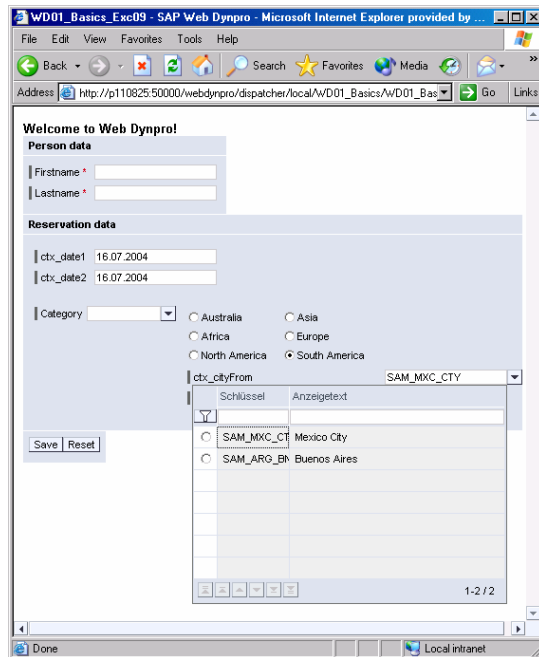 WD01_Basics_Exc09 - SAP Web Dynpro - Microsoft Internet Explorer provided by ...
File Edit View Favorites Tools Help
Back Search Favorites Media »
Address http://p110825:50000/webdynpro/dispatcher/local/WD01_Basics/WD01_Bas Go Links
Welcome to Web Dynpro!
Person data
Firstname *
Lastname *
Reservation data
ctx_date1 16.07.2004
ctx_date2 16.07.2004
Category
Australia Asia
Africa Europe
North America South America
ctx_cityFrom SAM_MXC_CTY
Schlüssel Anzeigetext
Save Reset
SAM_MXC_CT Mexico City
SAM_ARG_BN Buenos Aires
1-2 / 2
Done Local intranet